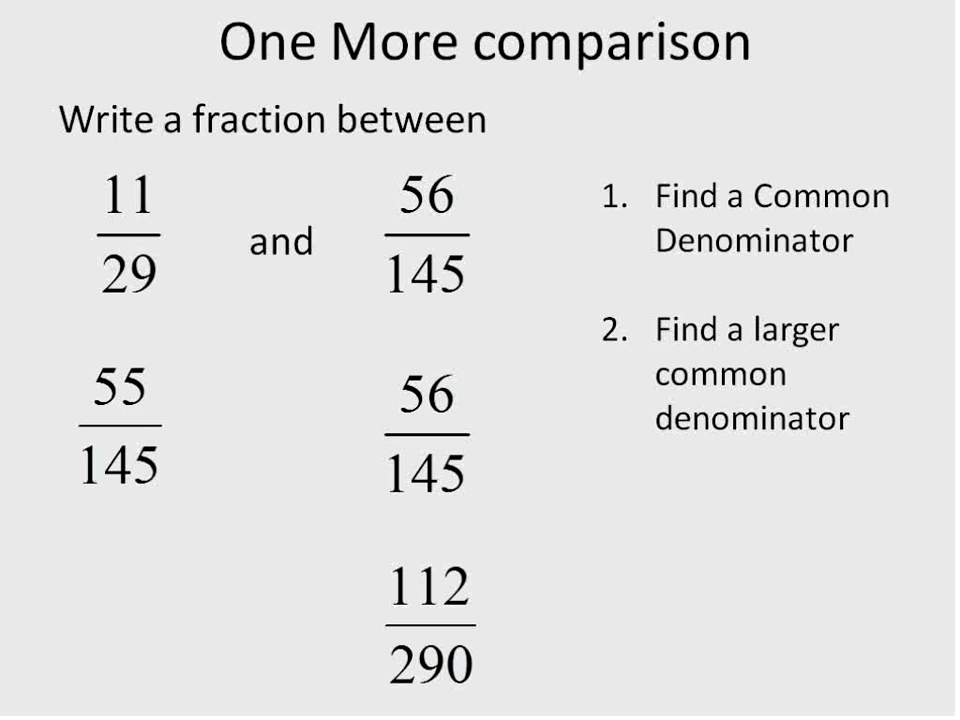 One More comparison
Write a fraction between
11
29
and
56
145
1. Find a Common
Denominator
2. Find a larger
common
denominator
55
145
56
145
112
290